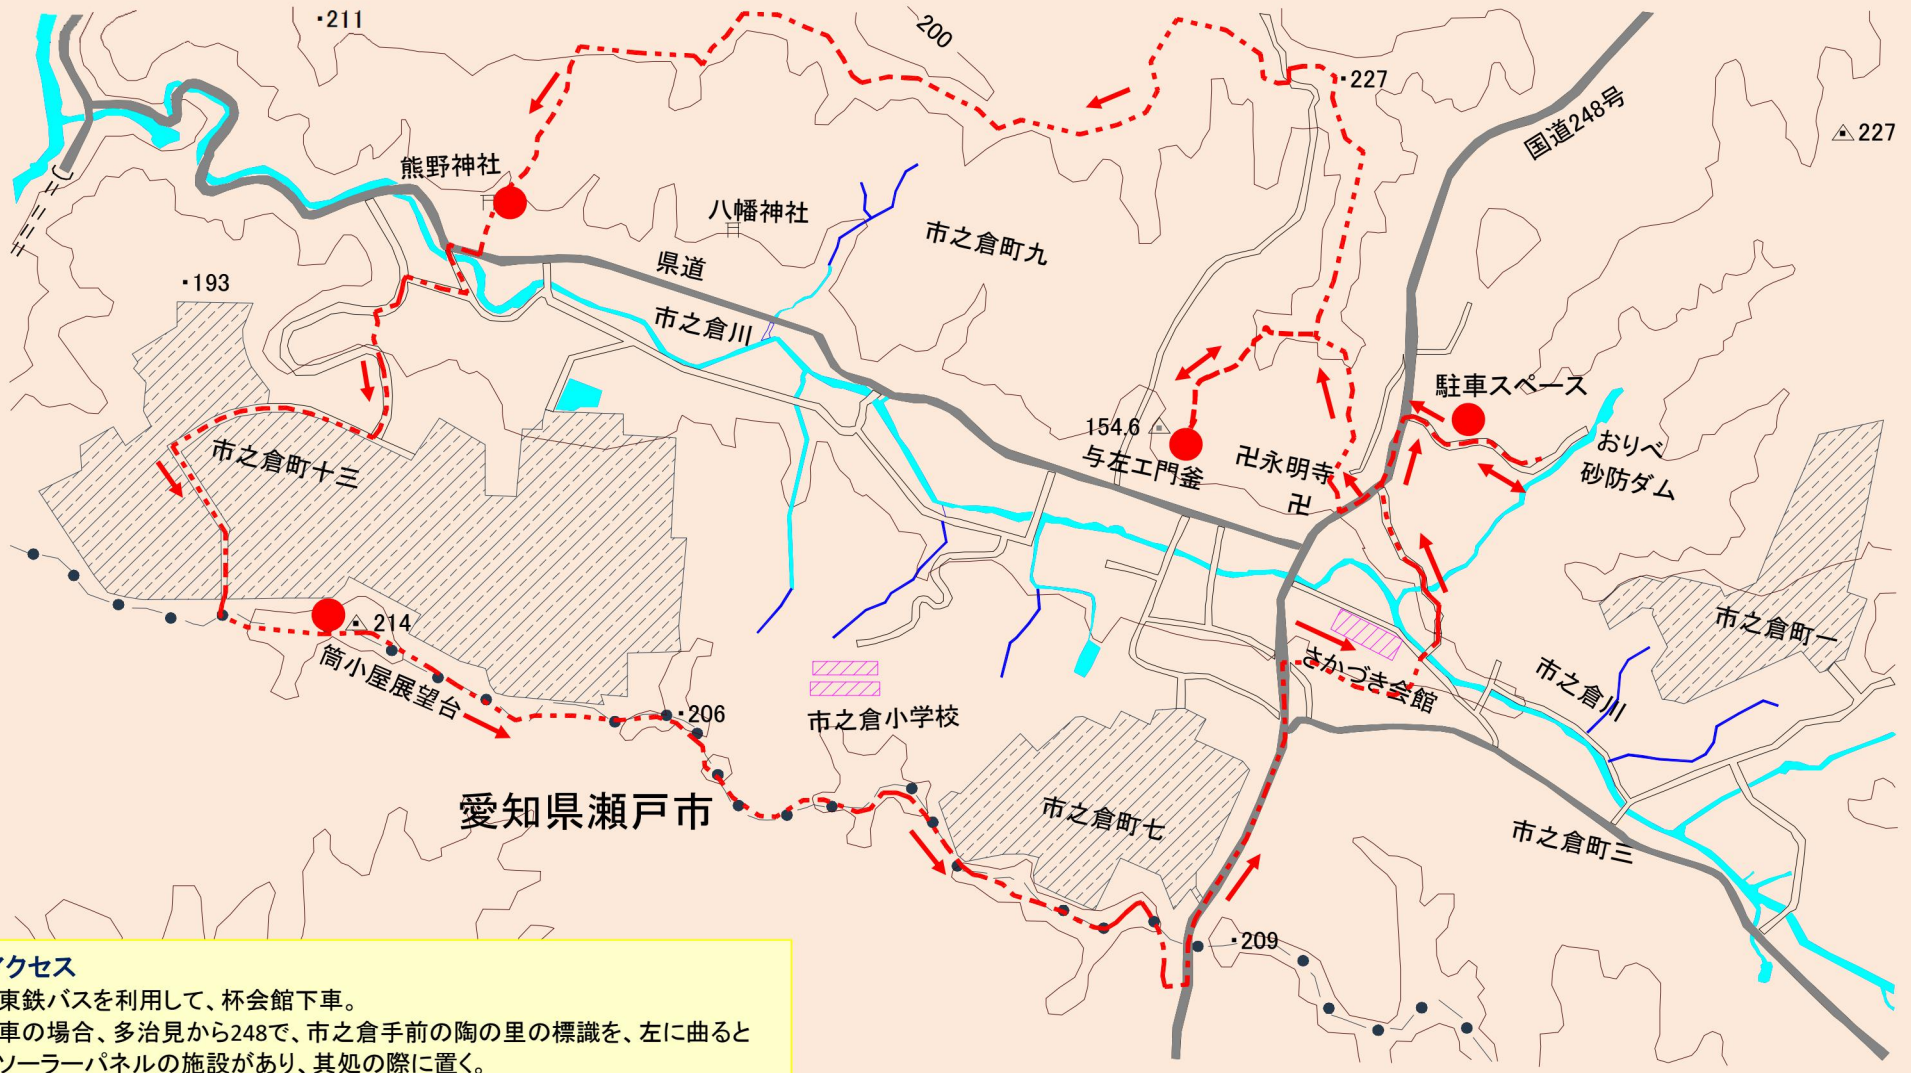 ・211
200
・227
国道248号
△227
熊野神社
八幡神社
市之倉町九
県道
・193
市之倉川
駐車スペース
154.6
与左エ門釜
卍永明寺
卍
おりべ
砂防ダム
市之倉町十三
市之倉町一
214
筒小屋展望台
さかづき会館
市之倉川
・206
市之倉小学校
愛知県瀬戸市
市之倉町七
市之倉町三
・209
クセス
東鉄バスを利用して、杯会館下車。
車の場合、多治見から248で、市之倉手前の陶の里の標識を、左に曲ると
ソーラーパネルの施設があり、其処の際に置く。